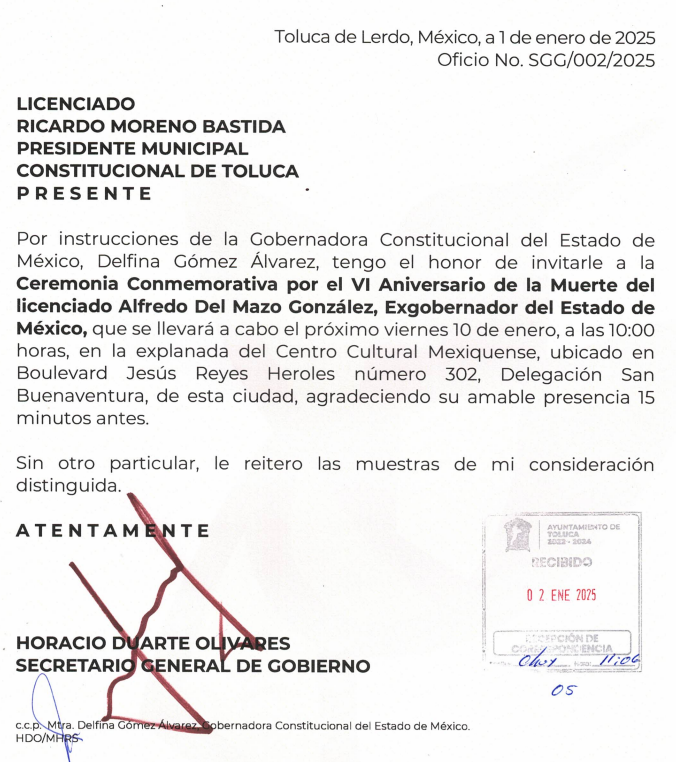 Toluca de Lerdo, México, a 1 de enero de 2025
Oficio No. SGG/002/2025
LICENCIADO
RICARDO MORENO BASTIDA
PRESIDENTE MUNICIPAL
CONSTITUCIONAL DE TOLUCA
P R E S E N T E
Por instrucciones de la Gobernadora Constitucional del Estado de
México, Delfina Gómez Álvarez, tengo el honor de invitarle a la
Ceremonia Conmemorativa por el VI Aniversario de la Muerte del
licenciado Alfredo Del Mazo González, Exgobernador del Estado de
México, que se llevará a cabo el próximo viernes 10 de enero, a las 10:00
horas, en la explanada del Centro Cultural Mexiquense, ubicado en
Boulevard Jesús Reyes Heroles número 302, Delegación San
Buenaventura, de esta ciudad, agradeciendo su amable presencia 15
minutos antes.
Sin otro particular, le reitero las muestras de mi consideración
distinguida.
A T E N T A M E N T E
AYUNTAMIENTO DE
TOLUCA
2022 - 2024
RECIBIDO
0 2 ENE 2025
RECEPCIÓN DE
CORRESPONDENCIA
11:06
05
HORACIO DUARTE OLIVARES
SECRETARIO GENERAL DE GOBIERNO
c.c.p. Mtra. Delfina Gómez Álvarez, Gobernadora Constitucional del Estado de México.
HDO/MHRS